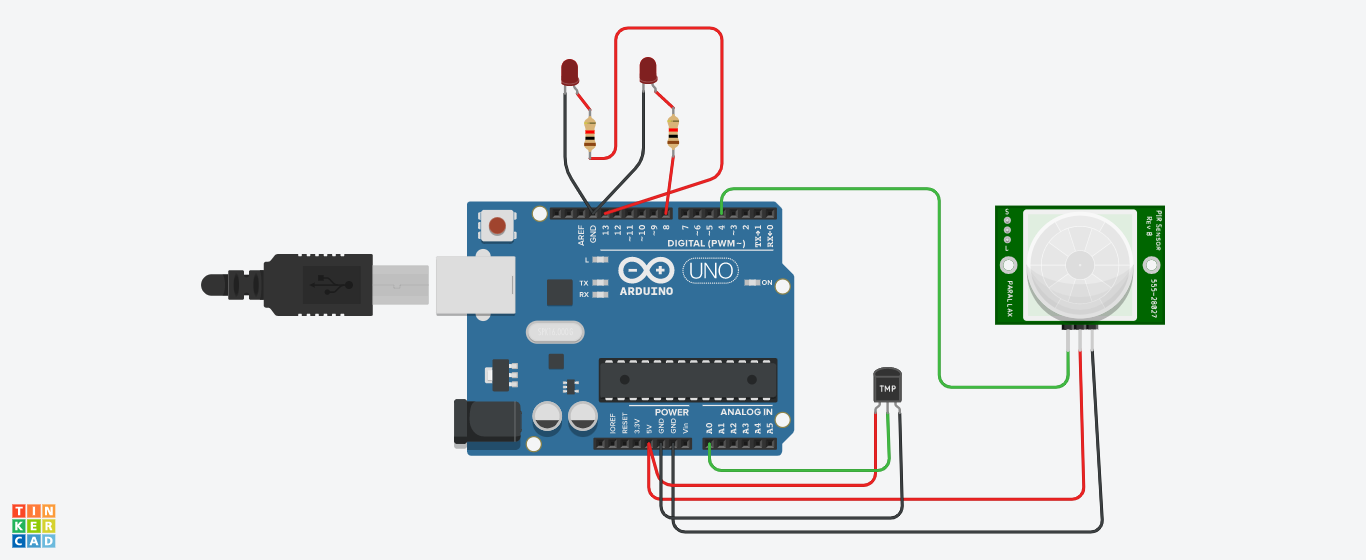 AREF
GND
13
12
~11
~10
~9
8
7
~6
~5
4
~3
2
TX→1
RX←0
DIGITAL (PWM~)
L
TX
RX
ARDUINO
UNO
ON
IOREF
RESET
3.3V
5V
GND
GND
Vin
POWER
ANALOG IN
A0
A1
A2
A3
A4
A5
TMP
S
L
PIR SENSOR
Rev B
PARALLAX
555-28027
TIN
KER
CAD